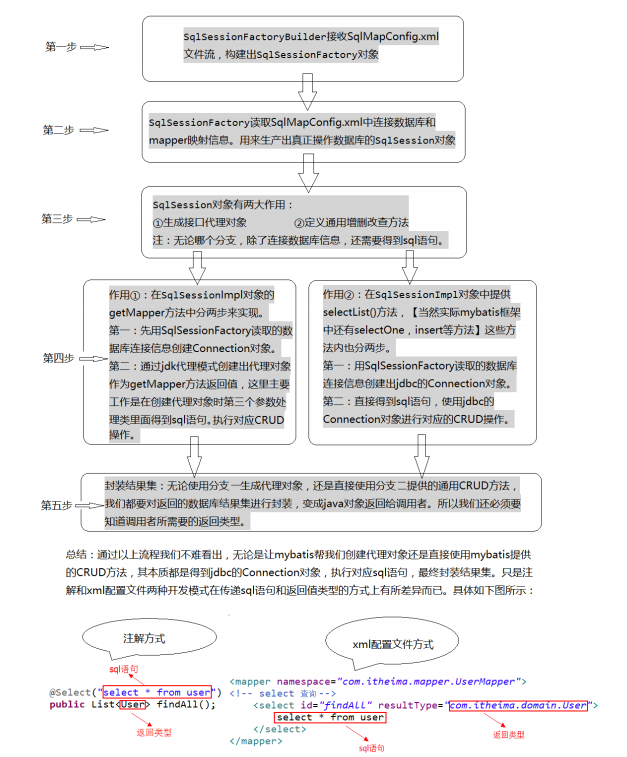 第一步
SqlSessionFactoryBuilder接收SqlMapConfig.xml
文件流，构建出SqlSessionFactory对象
第二步
SqlSessionFactory读取SqlMapConfig.xml中连接数据库和
mapper映射信息。用来生产出真正操作数据库的SqlSession对象
第三步
SqlSession对象有两大作用：
①生成接口代理对象 ②定义通用增删改查方法
注：无论哪个分支，除了连接数据库信息，还需要得到sql语句。
第四步
作用①：在SqlSessionlmpl对象的
getMapper方法中分两步来实现。
第一：先用SqlSessionFactory读取的数
据库连接信息创建Connection对象。
第二：通过jdk代理模式创建出代理对象
作为getMapper方法返回值，这里主要
工作是在创建代理对象时第三个参数处
理类里面得到sql语句。执行对应CRUD
操作。
作用②：在SqlSessionImpl对象中提供
selectList()方法，【当然实际mybatis框架
中还有selectOne，insert等方法】这些方
法内也分两步。
第一：用SqlSessionFactory读取的数据库
连接信息创建出jdbc的Connection对象。
第二：直接得到sql语句，使用jdbc的
Connection对象进行对应的CRUD操作。
第五步
封装结果集：无论使用分支一生成代理对象，还是直接使用分支二提供的通用CRUD方法，
我们都要对返回的数据库结果集进行封装，变成java对象返回给调用者。所以我们还必须要
知道调用者所需要的返回类型。
总结：通过以上流程我们不难看出，无论是让mybatis帮我们创建代理对象还是直接使用mybatis提供
的CRUD方法，其本质都是得到jdbc的Connection对象，执行对应sql语句，最终封装结果集。只是注
解和xml配置文件两种开发模式在传递sql语句和返回值类型的方式上有所差异而已。具体如下图所示：
注解方式
sql语句
@Select("select * from user")
public List<User> findAll();
返回类型
xml配置文件方式
<mapper namespace="com.itheima.mapper.UserMapper">
<!-- select 查询-->
<select id="findAll" resultType="com.itheima.domain.User">
select * from user
</select>
</mapper>
返回类型
sql语句